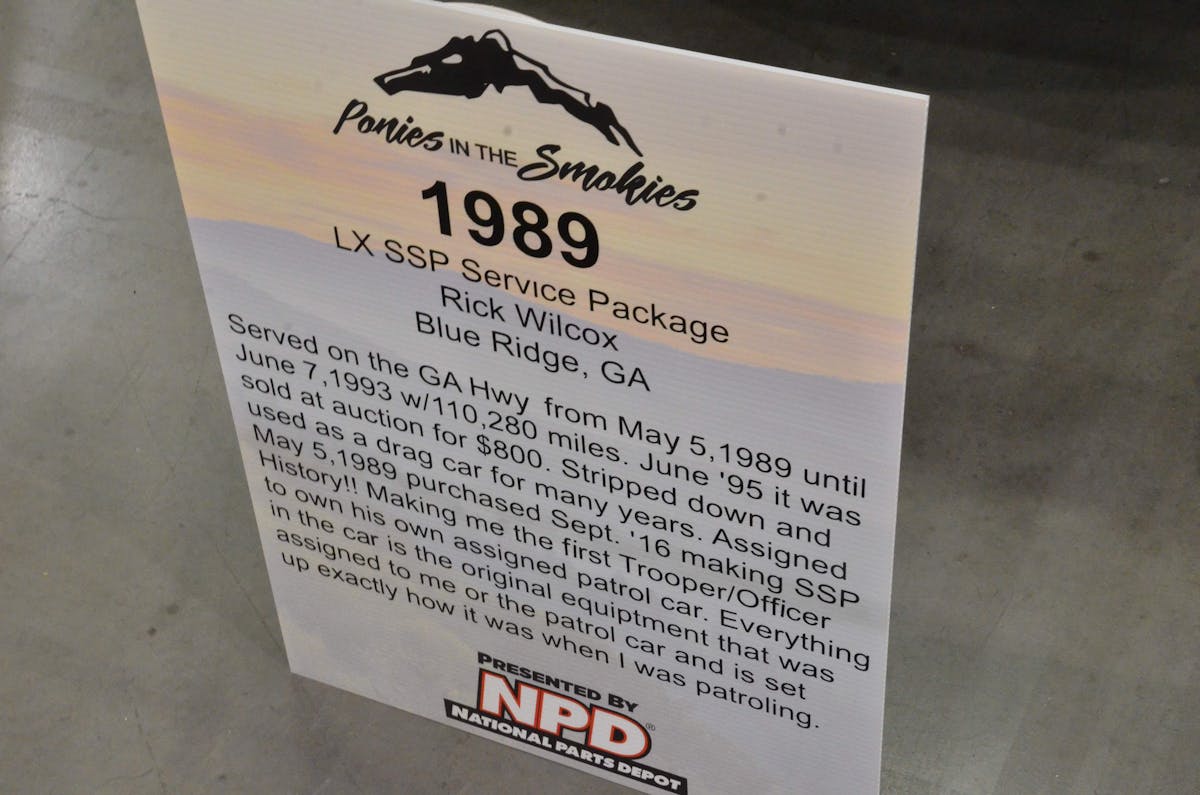 Ponies IN THE Smokies
1989
LX SSP Service Package
Rick Wilcox
Blue Ridge, GA
Served on the GA Hwy from May 5,1989 until
June 7,1993 w/110,280 miles. June '95 it was
sold at auction for $800. Stripped down and
used as a drag car for many years. Assigned
May 5,1989 purchased Sept. '16 making SSP
History!! Making me the first Trooper/Officer
to own his own assigned patrol car. Everything
in the car is the original equiptment that was
assigned to me or the patrol car and is set
up exactly how it was when I was patroling.
PRESENTED BY
NPD®
NATIONAL PARTS DEPOT